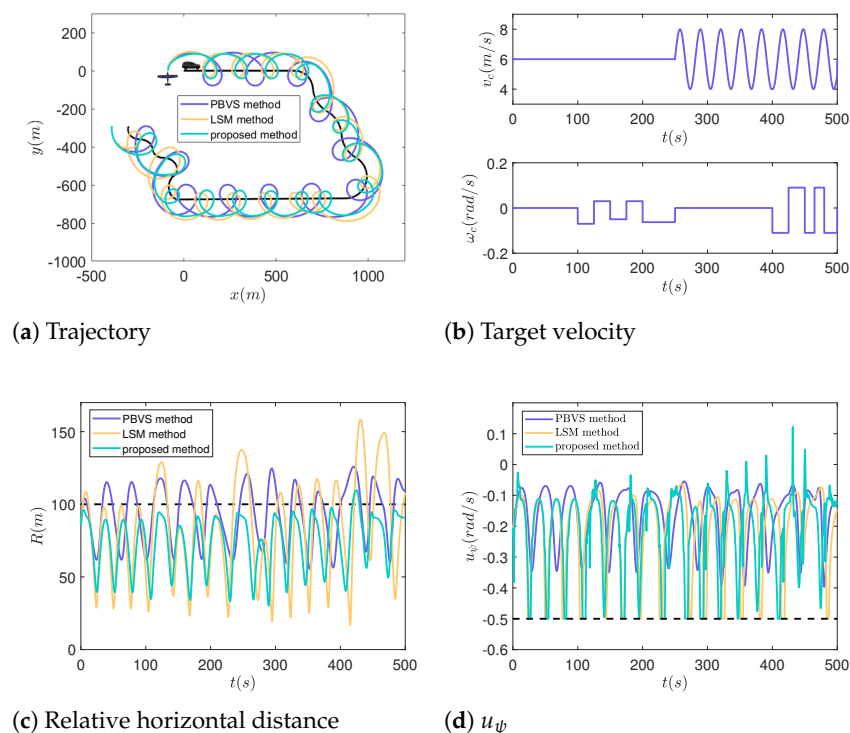 200
0
-200
-400
-600
-800
-1000
-500
0
500
1000
y(m)
x(m)
PBVS method
LSM method
proposed method
(a) Trajectory
8
6
4
v_c(m/s)
0
100
200
300
400
500
t(s)
0.2
0
-0.2
ω_c(rad/s)
0
100
200
300
400
500
t(s)
(b) Target velocity
150
100
50
0
R(m)
PBVS method
LSM method
proposed method
0
100
200
300
400
500
t(s)
(c) Relative horizontal distance
0.1
0
-0.1
-0.2
-0.3
-0.4
-0.5
-0.6
u_ψ(rad/s)
PBVS method
LSM method
proposed method
0
100
200
300
400
500
t(s)
(d) u_ψ